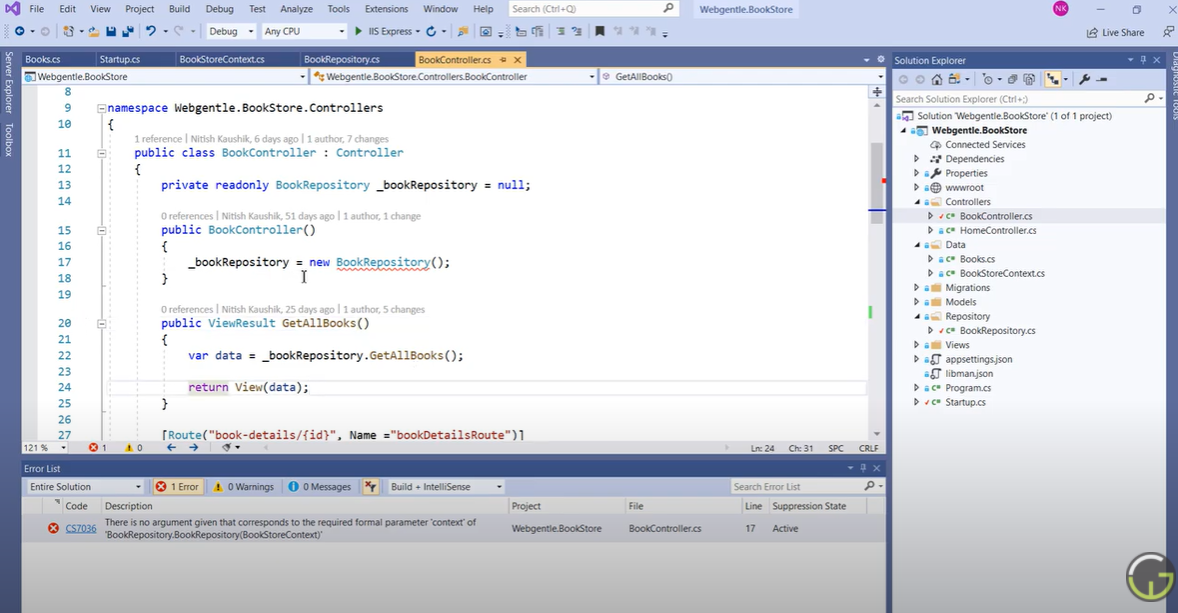 File Edit View Project Build Debug Test Analyze Tools Extensions Window Help Search (Ctrl+Q) Webgentle.BookStore NK
Debug Any CPU IIS Express Live Share
Server Explorer
Toolbox
Books.cs Startup.cs BookStoreContext.cs BookRepository.cs BookController.cs
Webgentle.BookStore Webgentle.BookStore.Controllers.BookController GetAllBooks()
8
9 namespace Webgentle.BookStore.Controllers
10 {
1 reference | Nitish Kaushik, 6 days ago | 1 author, 7 changes
11 public class BookController : Controller
12 {
13 private readonly BookRepository _bookRepository = null;
14
0 references | Nitish Kaushik, 51 days ago | 1 author, 1 change
15 public BookController()
16 {
17 _bookRepository = new BookRepository();
18 }
19
0 references | Nitish Kaushik, 25 days ago | 1 author, 5 changes
20 public ViewResult GetAllBooks()
21 {
22 var data = _bookRepository.GetAllBooks();
23
24 return View(data);
25 }
26
27 [Route("book-details/{id}", Name ="bookDetailsRoute")]
121 % 1 0 Ln: 24 Ch: 31 SPC CRLF
Error List
Entire Solution 1 Error 0 Warnings 0 Messages Build + IntelliSense Search Error List
Code Description Project File Line Suppression State
CS7036 There is no argument given that corresponds to the required formal parameter 'context' of 'BookRepository.BookRepository(BookStoreContext)' Webgentle.BookStore BookController.cs 17 Active
Solution Explorer
Search Solution Explorer (Ctrl+;)
Solution 'Webgentle.BookStore' (1 of 1 project)
Webgentle.BookStore
Connected Services
Dependencies
Properties
wwwroot
Controllers
BookController.cs
HomeController.cs
Data
Books.cs
BookStoreContext.cs
Migrations
Models
Repository
BookRepository.cs
Views
appsettings.json
libman.json
Program.cs
Startup.cs